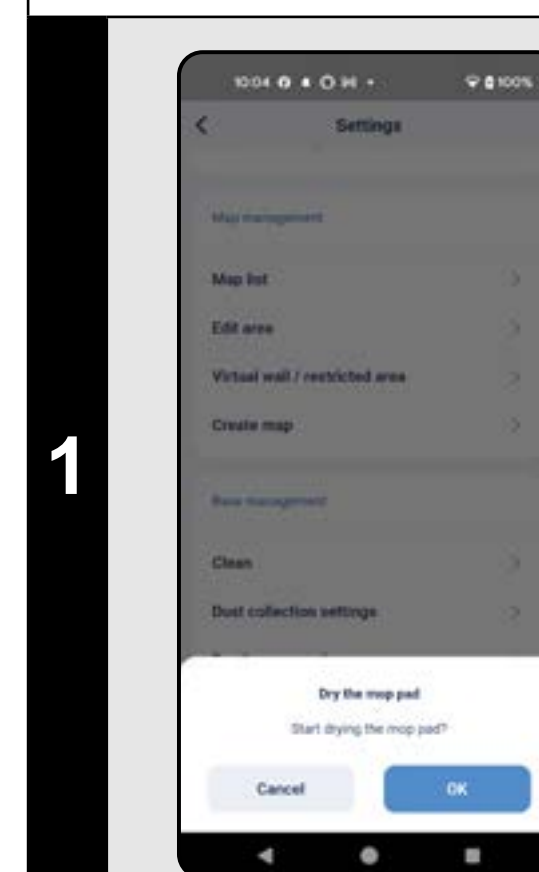 1
10:04
100%
Settings
Map management
Map list
Edit area
Virtual wall / restricted area
Create map
Base management
Clean
Dust collection settings
Dry the mop pad
Start drying the mop pad?
Cancel
OK